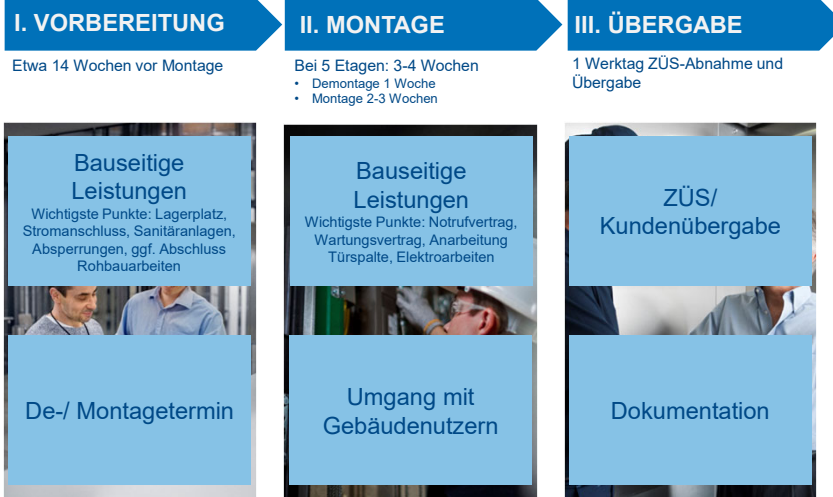 I. VORBEREITUNG
Etwa 14 Wochen vor Montage
Bauseitige
Leistungen
Wichtigste Punkte: Lagerplatz,
Stromanschluss, Sanitäranlagen,
Absperrungen, ggf. Abschluss
Rohbauarbeiten
De-/ Montagetermin
II. MONTAGE
Bei 5 Etagen: 3-4 Wochen
• Demontage 1 Woche
• Montage 2-3 Wochen
Bauseitige
Leistungen
Wichtigste Punkte: Notrufvertrag,
Wartungsvertrag, Anarbeitung
Türspalte, Elektroarbeiten
Umgang mit
Gebäudenutzern
III. ÜBERGABE
1 Werktag ZÜS-Abnahme und
Übergabe
ZÜS/
Kundenübergabe
Dokumentation